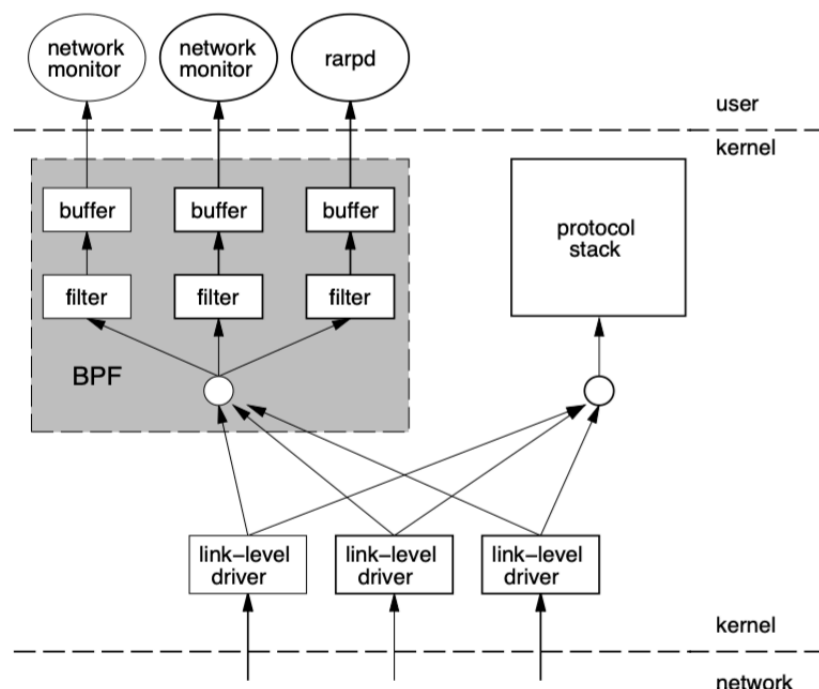 network
monitor
network
monitor
rarpd
user
kernel
buffer
buffer
buffer
protocol
stack
filter
filter
filter
BPF
link-level
driver
link-level
driver
link-level
driver
kernel
network